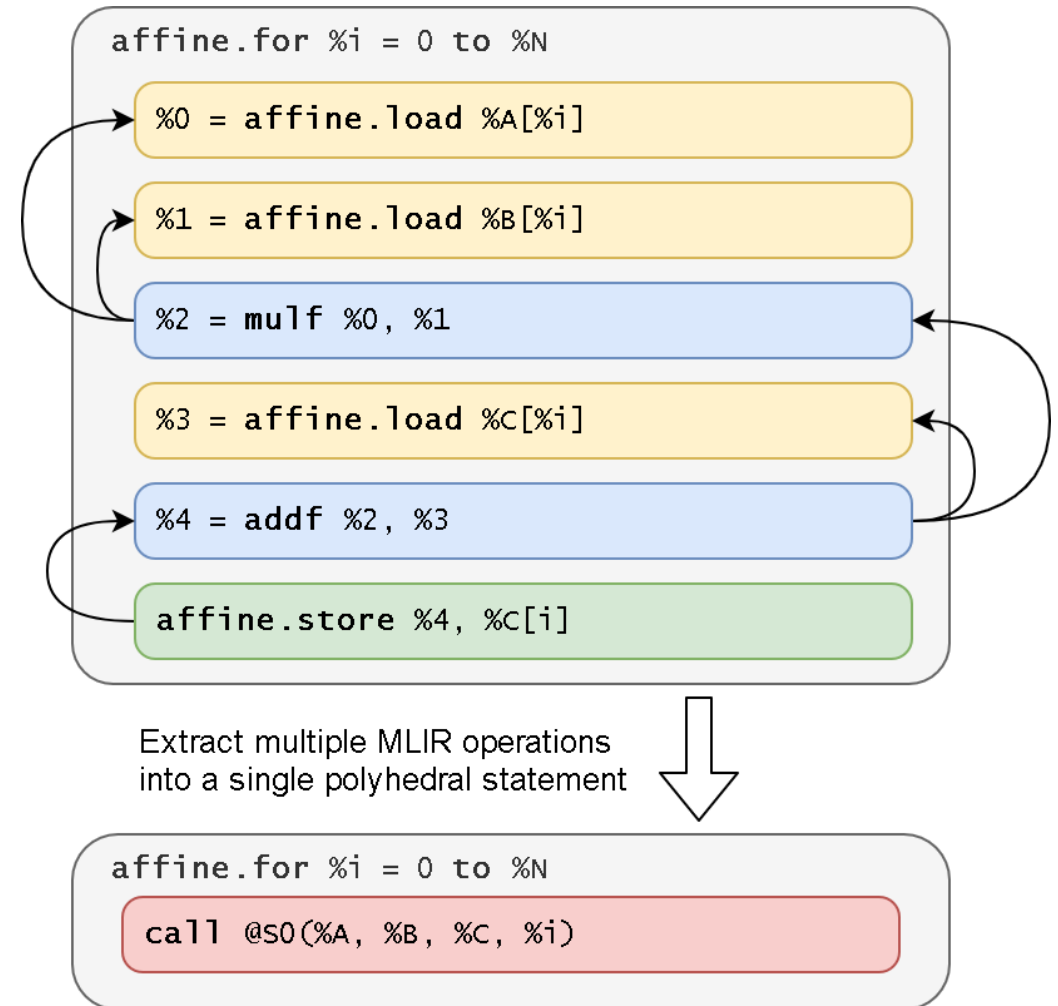 affine.for %i = 0 to %N
%0 = affine.load %A[%i]
%1 = affine.load %B[%i]
%2 = mulf %0, %1
%3 = affine.load %C[%i]
%4 = addf %2, %3
affine.store %4, %C[i]
Extract multiple MLIR operations
into a single polyhedral statement
affine.for %i = 0 to %N
call @S0(%A, %B, %C, %i)